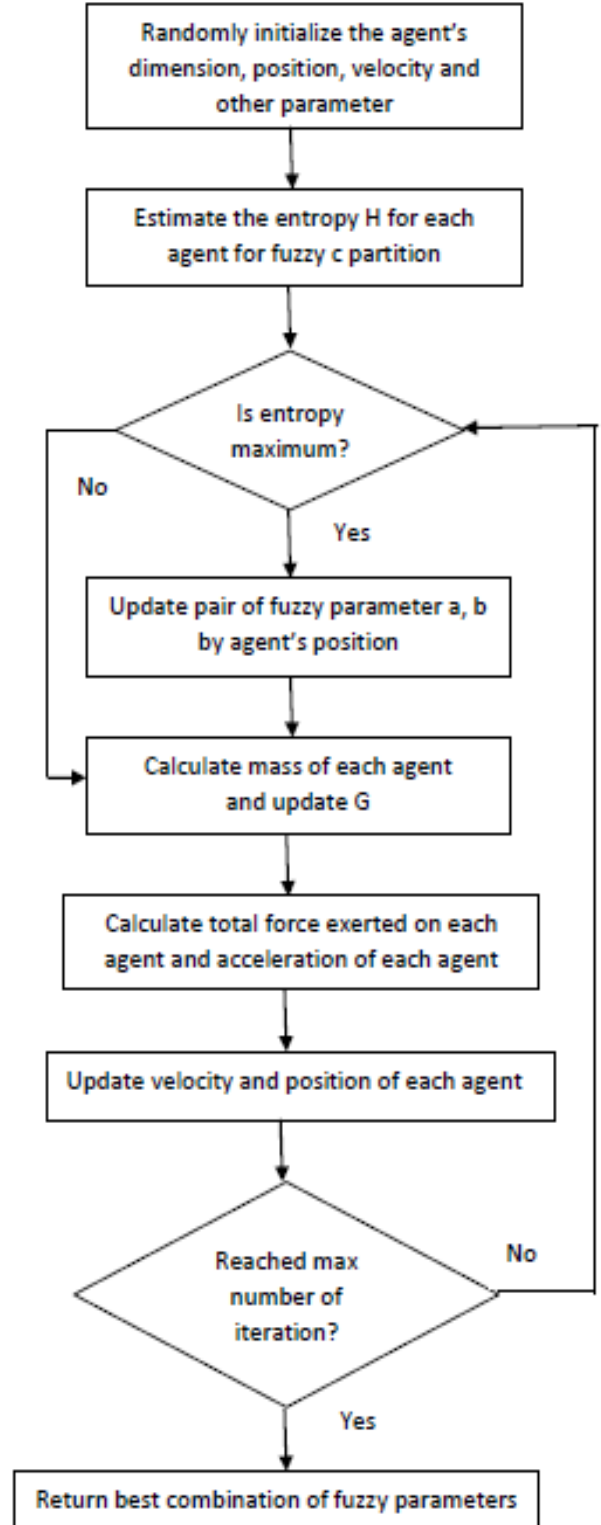 Randomly initialize the agent's
dimension, position, velocity and
other parameter
Estimate the entropy H for each
agent for fuzzy c partition
Is entropy
maximum?
No
Yes
Update pair of fuzzy parameter a, b
by agent's position
Calculate mass of each agent
and update G
Calculate total force exerted on each
agent and acceleration of each agent
Update velocity and position of each agent
Reached max
number of
iteration?
No
Yes
Return best combination of fuzzy parameters